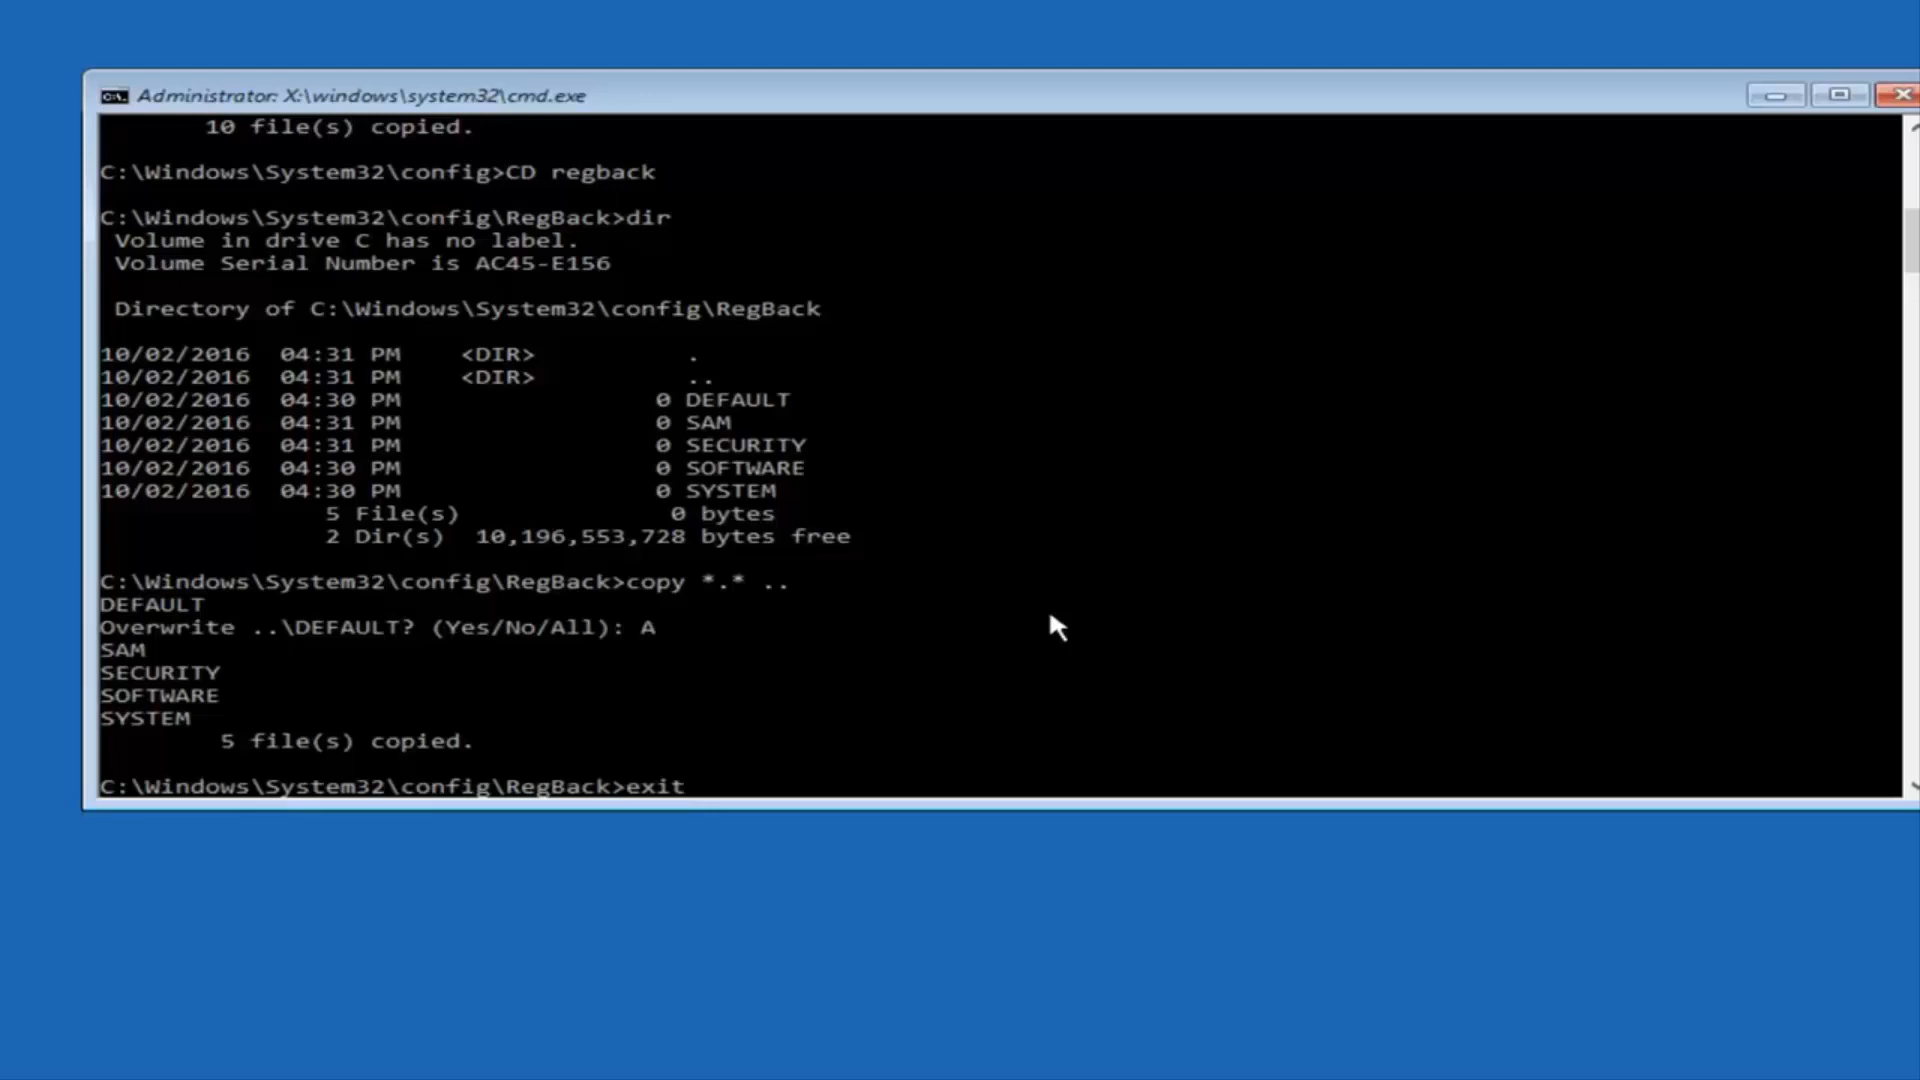 Administrator: X:\windows\system32\cmd.exe
10 file(s) copied.
C:\Windows\System32\config>CD regback
C:\Windows\System32\config\RegBack>dir
Volume in drive C has no label.
Volume Serial Number is AC45-E156
Directory of C:\Windows\System32\config\RegBack
10/02/2016  04:31 PM    <DIR>          .
10/02/2016  04:31 PM    <DIR>          ..
10/02/2016  04:30 PM                 0 DEFAULT
10/02/2016  04:31 PM                 0 SAM
10/02/2016  04:31 PM                 0 SECURITY
10/02/2016  04:30 PM                 0 SOFTWARE
10/02/2016  04:30 PM                 0 SYSTEM
5 File(s)              0 bytes
2 Dir(s)  10,196,553,728 bytes free
C:\Windows\System32\config\RegBack>copy *.* ..
DEFAULT
Overwrite ..\DEFAULT? (Yes/No/All): A
SAM
SECURITY
SOFTWARE
SYSTEM
5 file(s) copied.
C:\Windows\System32\config\RegBack>exit